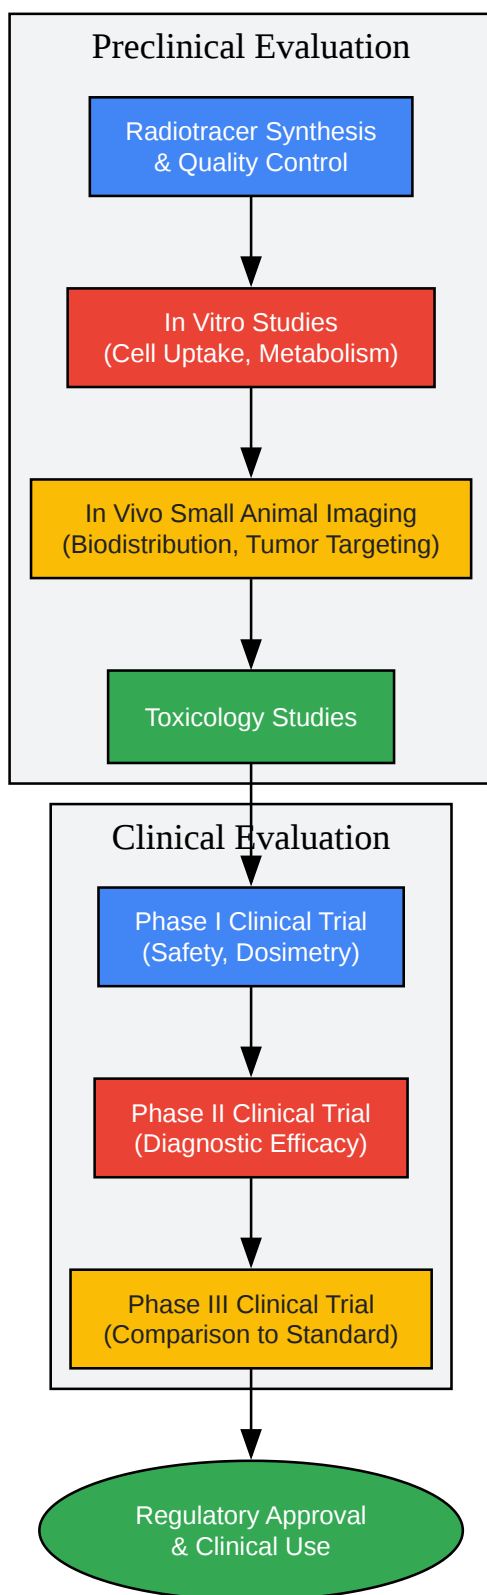 Preclinical Evaluation
Radiotracer Synthesis
& Quality Control
In Vitro Studies
(Cell Uptake, Metabolism)
In Vivo Small Animal Imaging
(Biodistribution, Tumor Targeting)
Toxicology Studies
Clinical Evaluation
Phase I Clinical Trial
(Safety, Dosimetry)
Phase II Clinical Trial
(Diagnostic Efficacy)
Phase III Clinical Trial
(Comparison to Standard)
Regulatory Approval
& Clinical Use